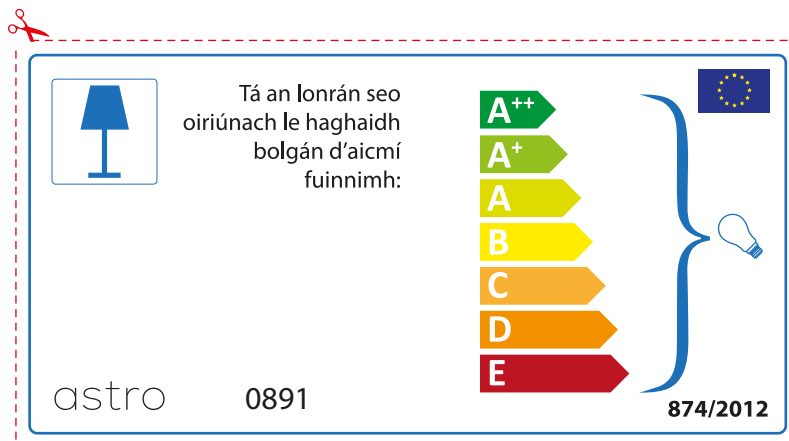 Tá an lonrán seo
oiriúnach le haghaidh
bolgán d'aicmí
fuinnimh:
A++
A+
A
B
C
D
E
astro
0891
874/2012